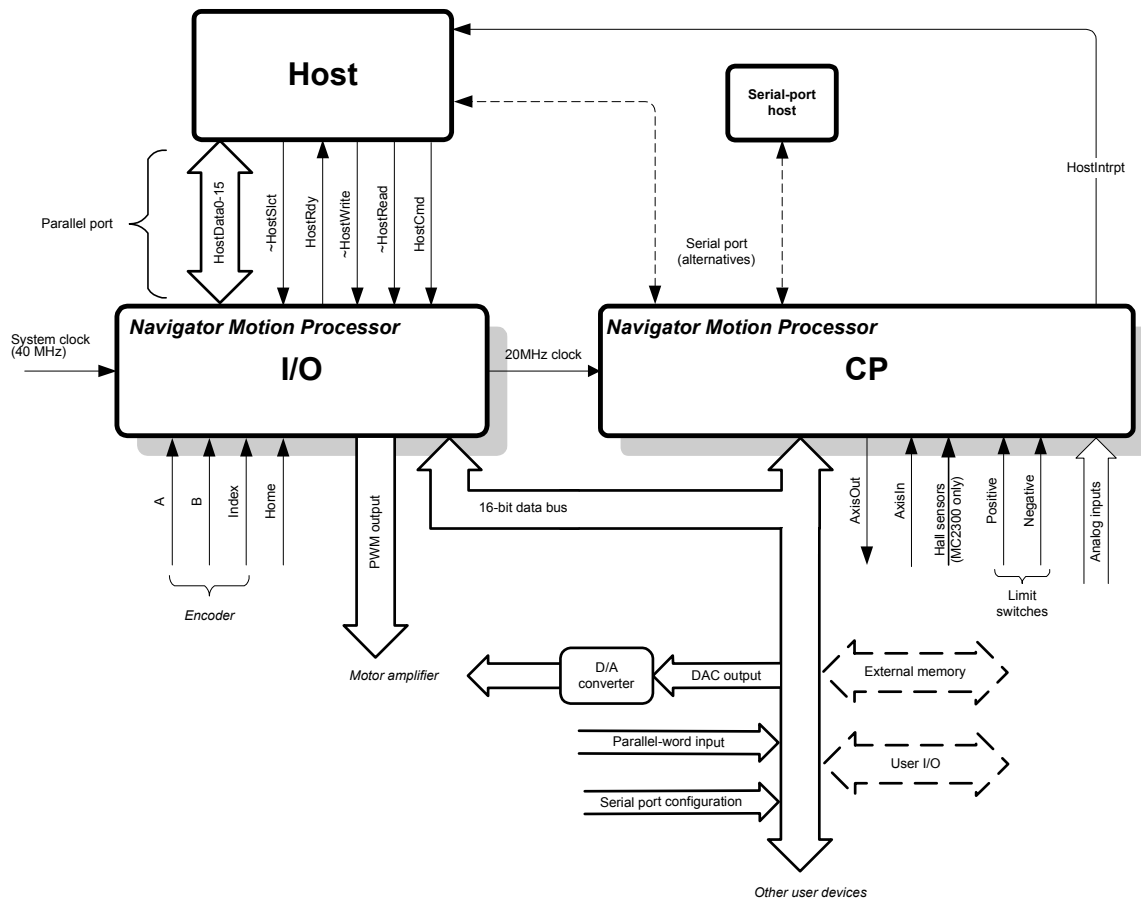 Host
Serial-port
host
HostIntrpt
Parallel port
HostData0-15
~HostSlct
HostRdy
~HostWrite
~HostRead
HostCmd
Serial port
(alternatives)
System clock
(40 MHz)
Navigator Motion Processor
I/O
20MHz clock
Navigator Motion Processor
CP
A
B
Index
Home
Encoder
PWM output
Motor amplifier
16-bit data bus
AxisOut
AxisIn
Hall sensors
(MC2300 only)
Positive
Negative
Limit
switches
Analog inputs
D/A
converter
DAC output
External memory
Parallel-word input
User I/O
Serial port configuration
Other user devices